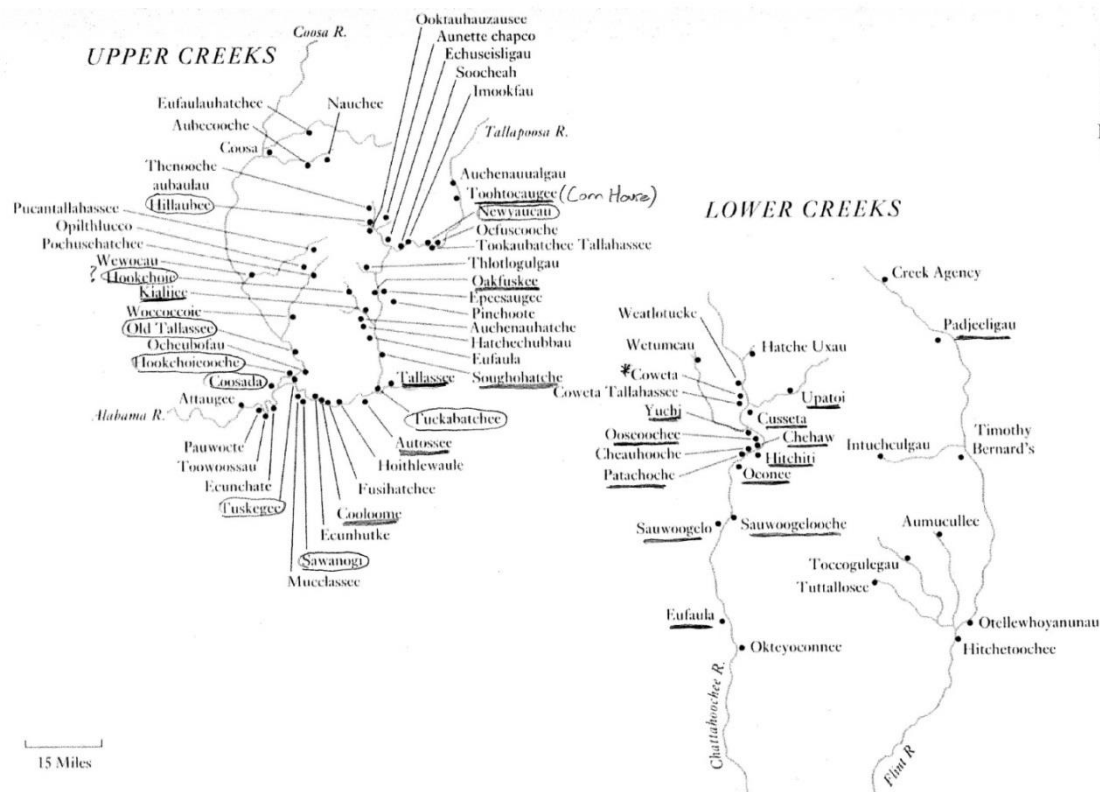 UPPER CREEKS
Coosa R.
Ooktauhauzausee
Aunette chapco
Echuseisligau
Soocheah
Imookfau
Eufaulauhatchee
Nauchee
Aubecooche
Coosa
Tallapoosa R.
Thenooche
aubaulau
Hillaubee
Auchenauualgau
Toohtocaugee (Corn House)
Newyaucau
Ocfuscooche
Tookaubatchee Tallahassee
Pucantallahassee
Opilthlucco
Pochuschatchee
Wewocau
? Hookchoie
Kialijee
Thlotlogulgau
Oakfuskee
Epeesaugee
Pinchoote
Auchenauhatche
Hatchechubbau
Eufaula
Soughohatche
Woccoccoie
Old Tallassee
Ocheubofau
Hookchoieooche
Coosada
Attaugee
Alabama R.
Tallassee
Tuckabatchee
Autossee
Hoithlewaule
Fusihatchee
Cooloome
Ecunhutke
Sawanogi
Mucclassee
Pauwocte
Toowoossau
Ecunchate
Tuskegee
LOWER CREEKS
Creek Agency
Padjeeligau
Weatlotucke
Wetumcau
Hatche Uxau
*Coweta
Coweta Tallahassee
Upatoi
Yuchi
Cusseta
Ooseoochee
Chehaw
Cheauhooche
Hitchiti
Patachoche
Oconee
Intuchculgau
Timothy
Bernard's
Sauwoogelo
Sauwoogelooche
Aumucullee
Toccogulegau
Tuttallosee
Eufaula
Okteyoconnee
Otellewhoyanunau
Hitchetoochee
Chattahoochee R.
Flint R
15 Miles